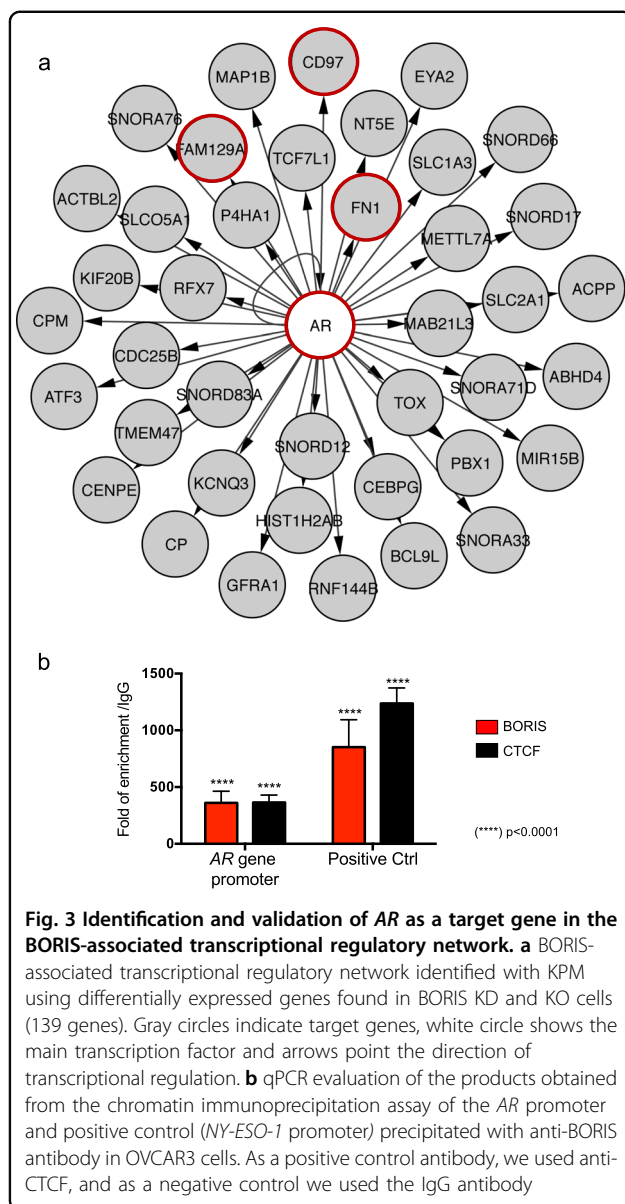 a
CD97
MAP1B
EYA2
SNORA76
NT5E
FAM129A
TCF7L1
SNORD66
SLC1A3
ACTBL2
P4HA1
FN1
SLCO5A1
METTL7A
SNORD17
KIF20B
RFX7
SLC2A1
ACPP
CPM
AR
MAB21L3
CDC25B
ABHD4
ATF3
SNORD83A
TOX
SNORA71D
TMEM47
SNORD12
PBX1
MIR15B
CENPE
KCNQ3
CEBPG
HIST1H2AB
SNORA33
CP
BCL9L
GFRA1
RNF144B
b
Fold of enrichment /IgG
1500
1000
500
0
****
****
****
****
AR gene
promoter
Positive Ctrl
BORIS
CTCF
(****) p<0.0001
Fig. 3 Identification and validation of AR as a target gene in the
BORIS-associated transcriptional regulatory network. a BORIS-
associated transcriptional regulatory network identified with KPM
using differentially expressed genes found in BORIS KD and KO cells
(139 genes). Gray circles indicate target genes, white circle shows the
main transcription factor and arrows point the direction of
transcriptional regulation. b qPCR evaluation of the products obtained
from the chromatin immunoprecipitation assay of the AR promoter
and positive control (NY-ESO-1 promoter) precipitated with anti-BORIS
antibody in OVCAR3 cells. As a positive control antibody, we used anti-
CTCF, and as a negative control we used the IgG antibody